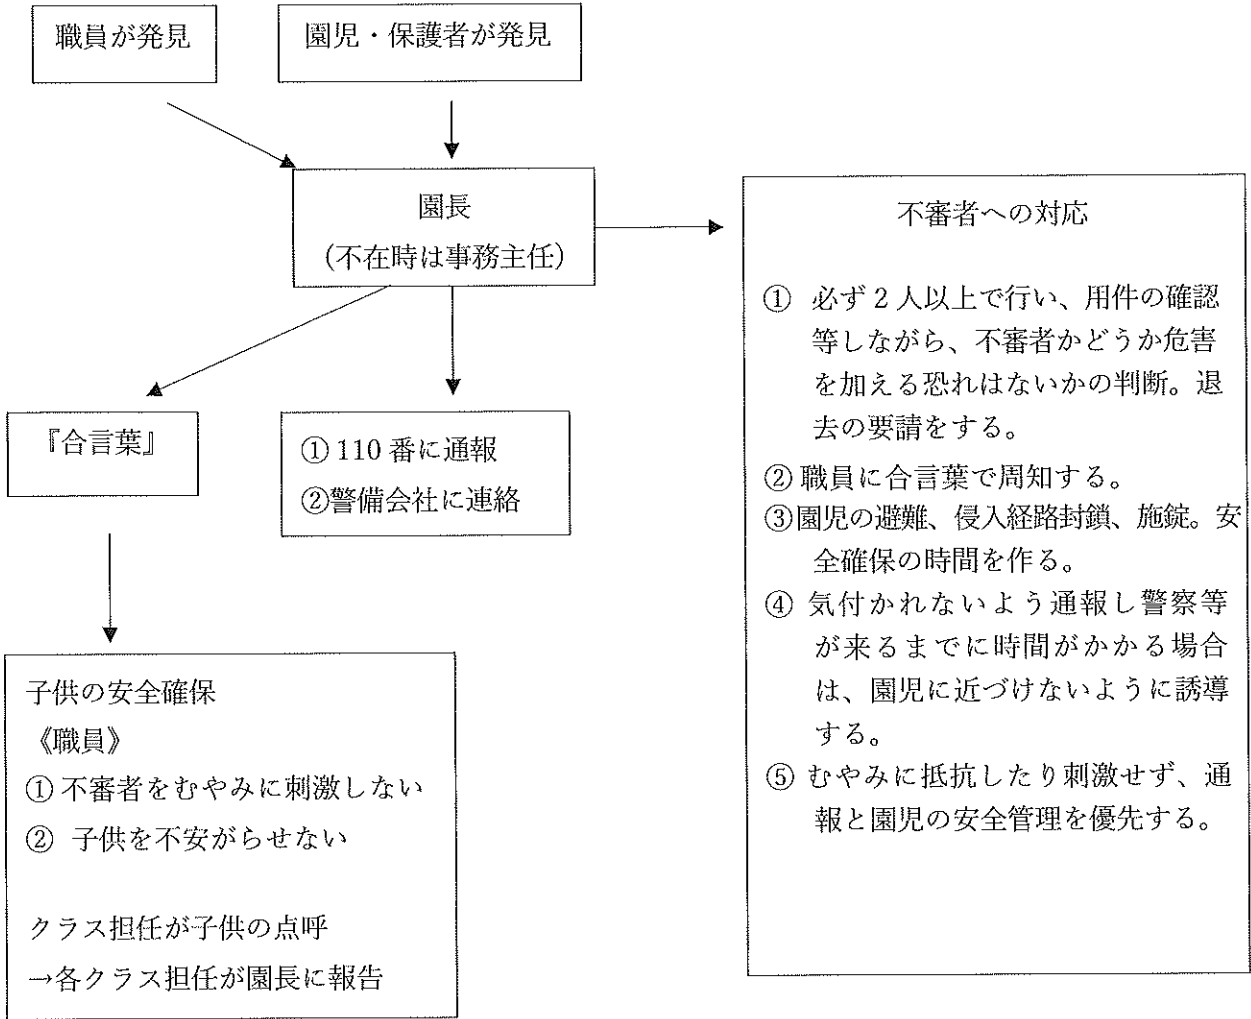 職員が発見
園児・保護者が発見
園長
(不在時は事務主任)
『合言葉』
①110番に通報
②警備会社に連絡
子供の安全確保
《職員》
①不審者をむやみに刺激しない
② 子供を不安がらせない
クラス担任が子供の点呼
→各クラス担任が園長に報告
不審者への対応
① 必ず2人以上で行い、用件の確認
等しながら、不審者かどうか危害
を加える恐れはないかの判断。退
去の要請をする。
②職員に合言葉で周知する。
③園児の避難、侵入経路封鎖、施錠。安
全確保の時間を作る。
④ 気付かれないよう通報し警察等
が来るまでに時間がかかる場合
は、園児に近づけないように誘導
する。
⑤ むやみに抵抗したり刺激せず、通
報と園児の安全管理を優先する。